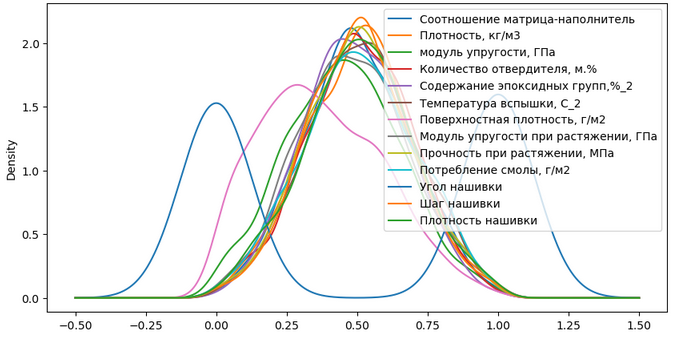 Соотношение матрица-наполнитель
Плотность, кг/м3
модуль упругости, ГПа
Количество отвердителя, м.%
Содержание эпоксидных групп,%_2
Температура вспышки, С_2
Поверхностная плотность, г/м2
Модуль упругости при растяжении, ГПа
Прочность при растяжении, МПа
Потребление смолы, г/м2
Угол нашивки
Шаг нашивки
Плотность нашивки
Density
2.0
1.5
1.0
0.5
0.0
−0.50 −0.25 0.00 0.25 0.50 0.75 1.00 1.25 1.50